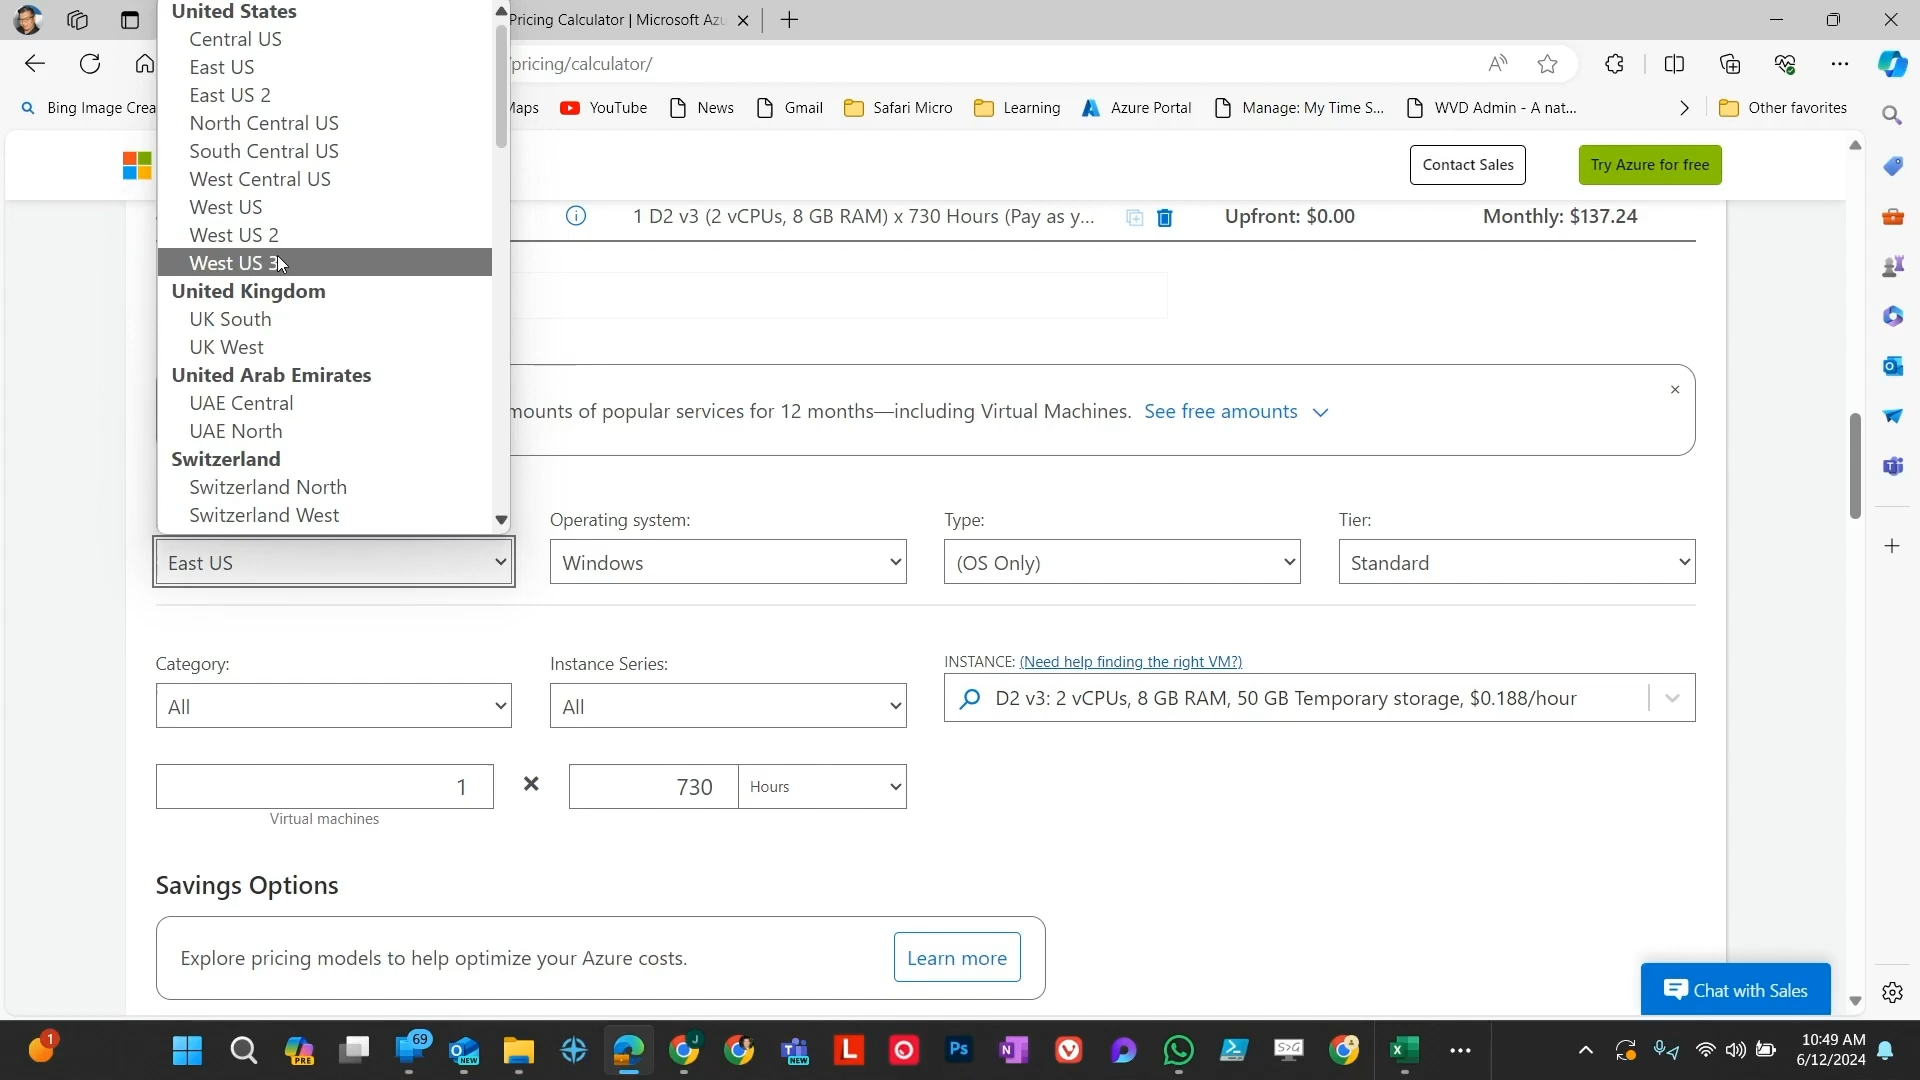 Pricing Calculator | Microsoft Azu
pricing/calculator/
Bing Image Crea
Maps
YouTube
News
Gmail
Safari Micro
Learning
Azure Portal
Manage: My Time S...
WVD Admin - A nat...
Other favorites
United States
Central US
East US
East US 2
North Central US
South Central US
West Central US
West US
West US 2
West US 3
United Kingdom
UK South
UK West
United Arab Emirates
UAE Central
UAE North
Switzerland
Switzerland North
Switzerland West
Contact Sales
Try Azure for free
1 D2 v3 (2 vCPUs, 8 GB RAM) x 730 Hours (Pay as y...
Upfront: $0.00
Monthly: $137.24
mounts of popular services for 12 months—including Virtual Machines. See free amounts
East US
Operating system:
Windows
Type:
(OS Only)
Tier:
Standard
Category:
All
Instance Series:
All
INSTANCE: (Need help finding the right VM?)
D2 v3: 2 vCPUs, 8 GB RAM, 50 GB Temporary storage, $0.188/hour
1
Virtual machines
730
Hours
Savings Options
Explore pricing models to help optimize your Azure costs.
Learn more
Chat with Sales
1
PRE
69
NEW
J
NEW
L
Ps
N
S>G
X
10:49 AM
6/12/2024